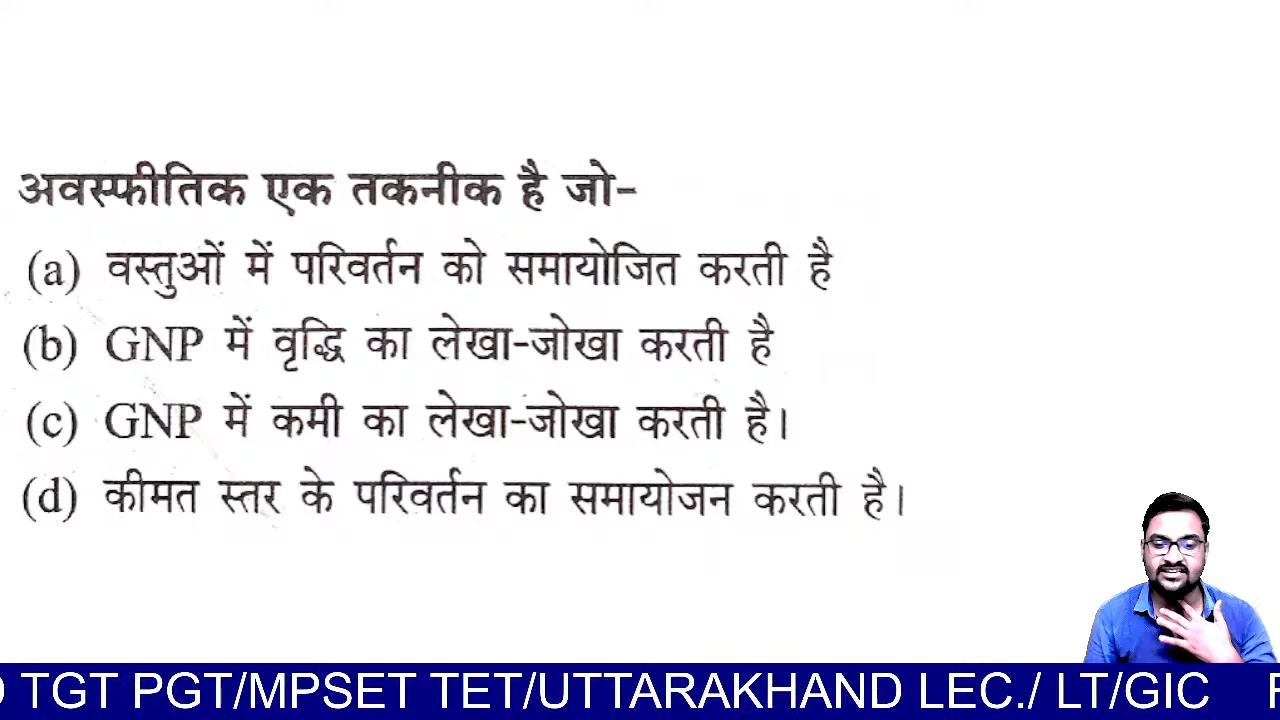 अवस्फीतिक एक तकनीक है जो-
(a) वस्तुओं में परिवर्तन को समायोजित करती है
(b) GNP में वृद्धि का लेखा-जोखा करती है
(c) GNP में कमी का लेखा-जोखा करती है।
(d) कीमत स्तर के परिवर्तन का समायोजन करती है।
TGT PGT/MPSET TET/UTTARAKHAND LEC./ LT/GIC